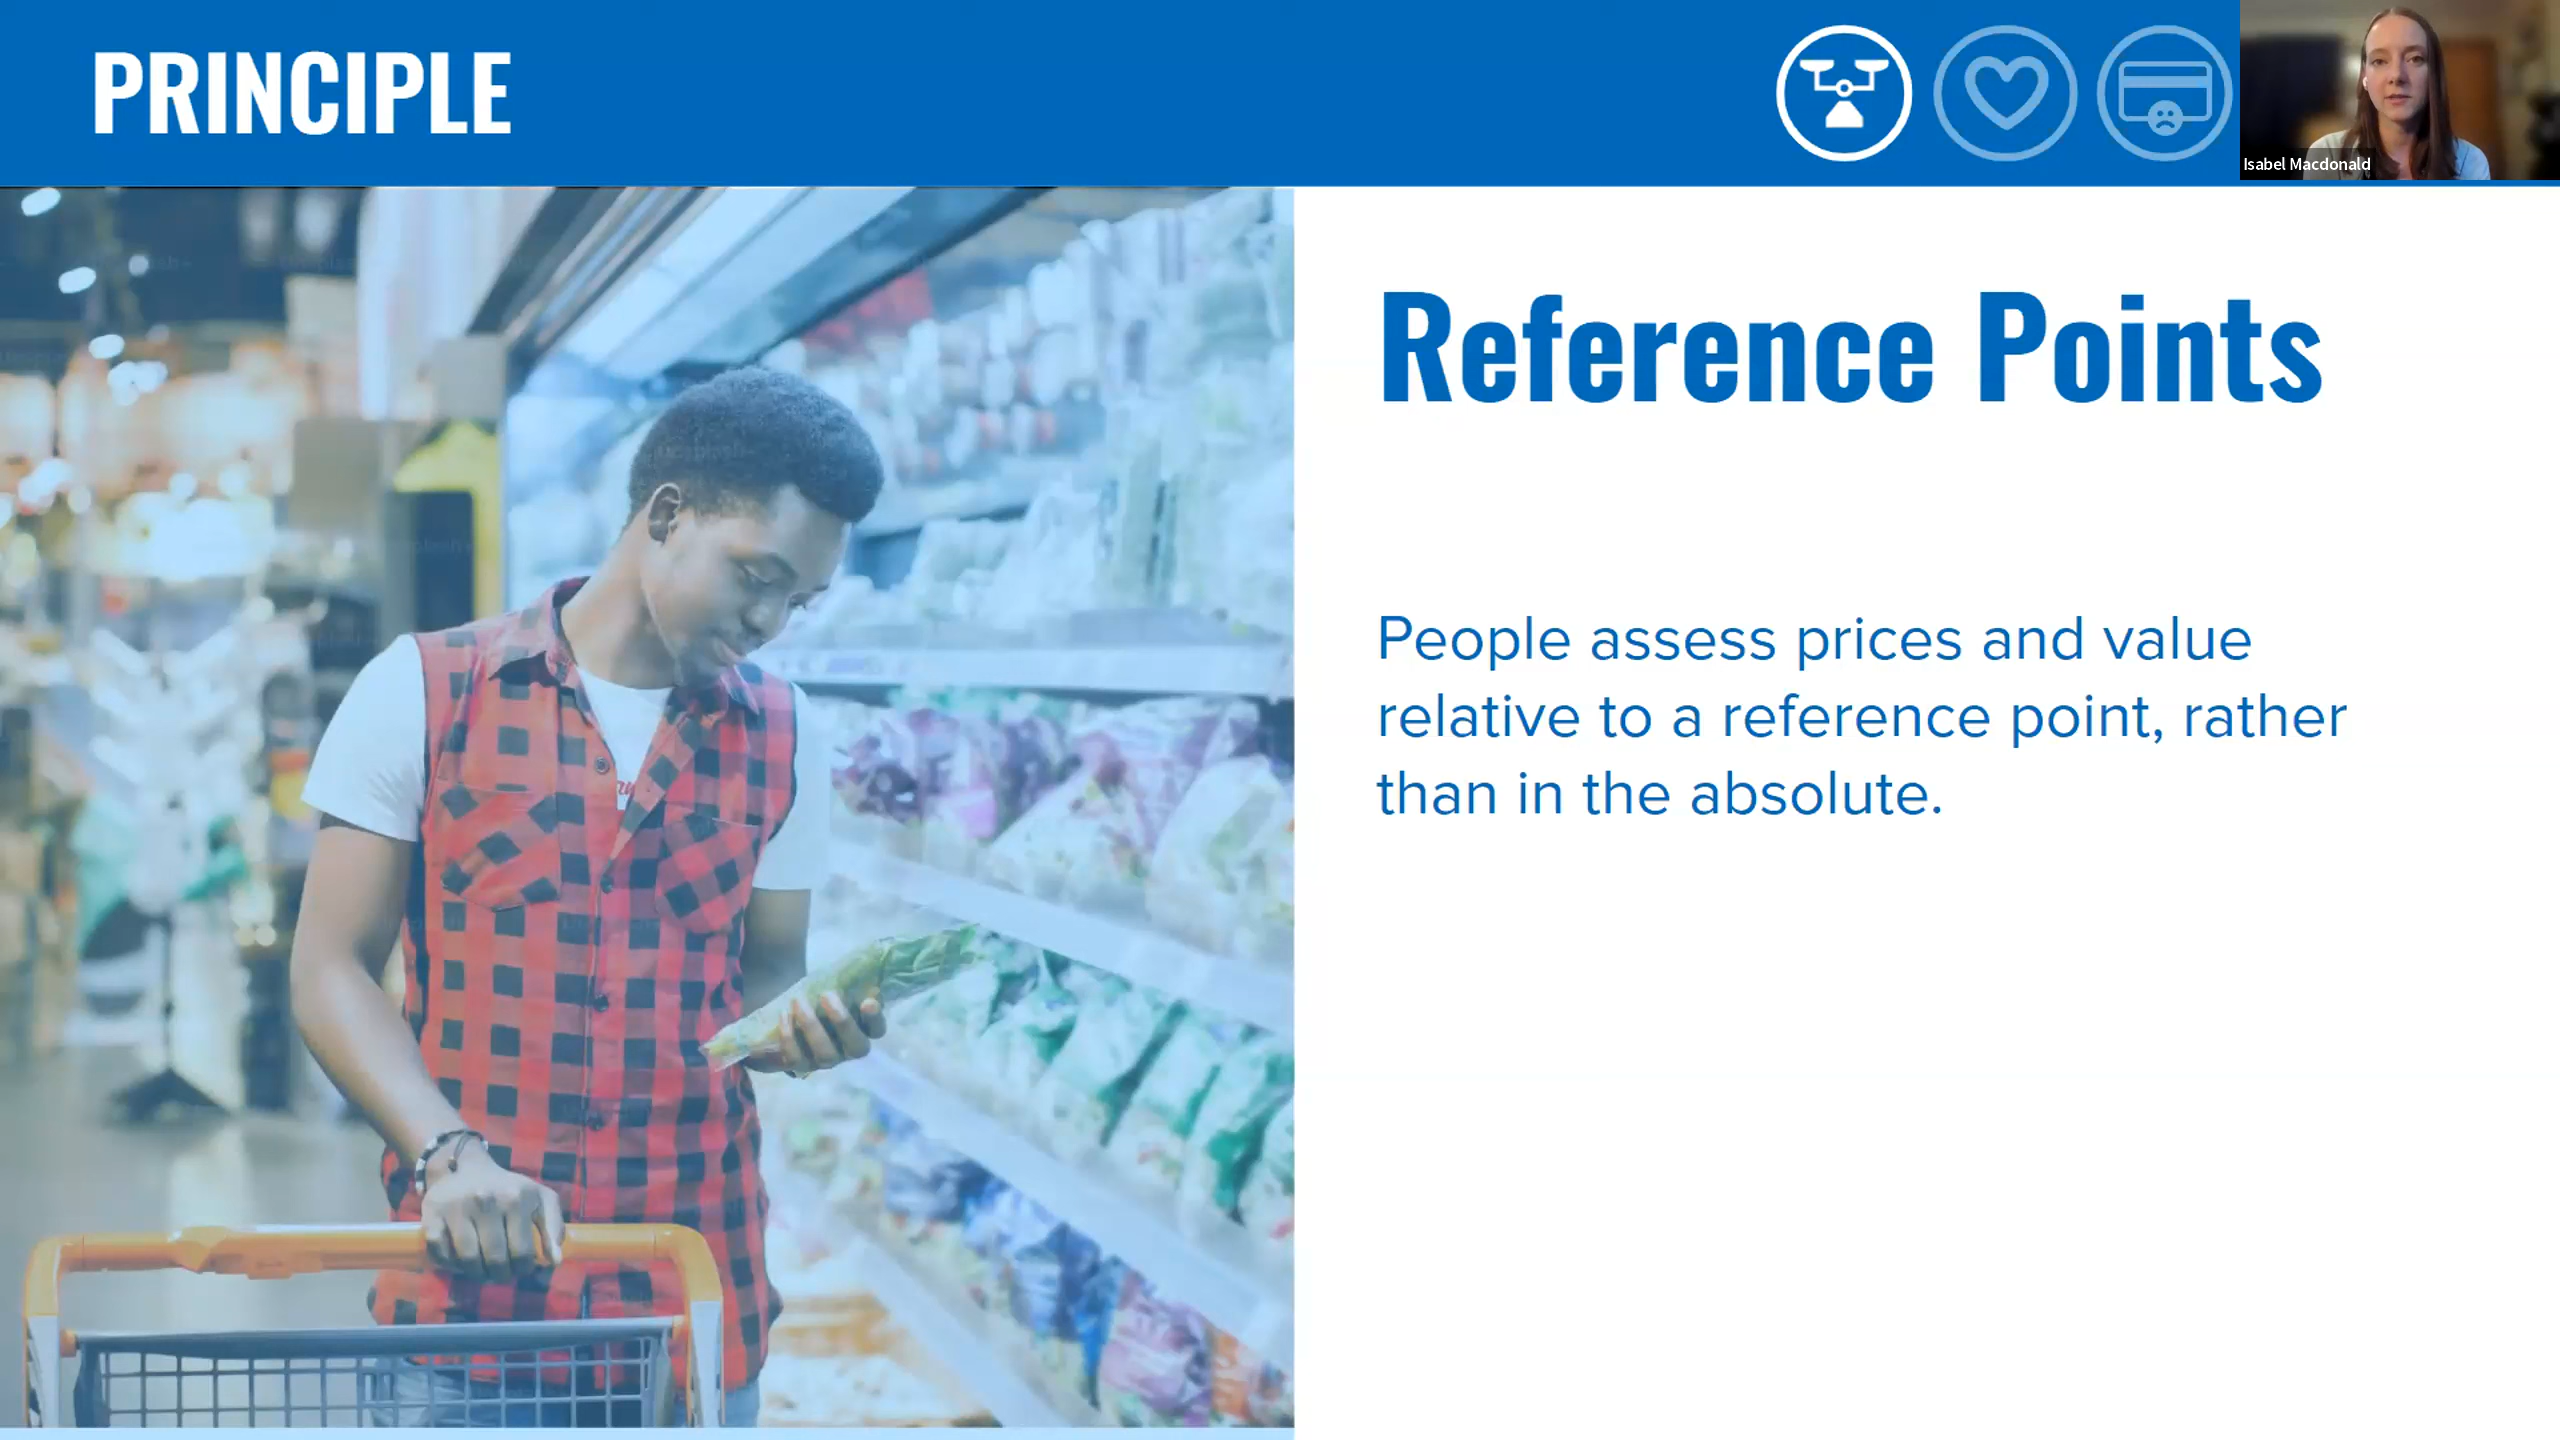 PRINCIPLE
Isabel Macdonald
Reference Points
People assess prices and value
relative to a reference point, rather
than in the absolute.